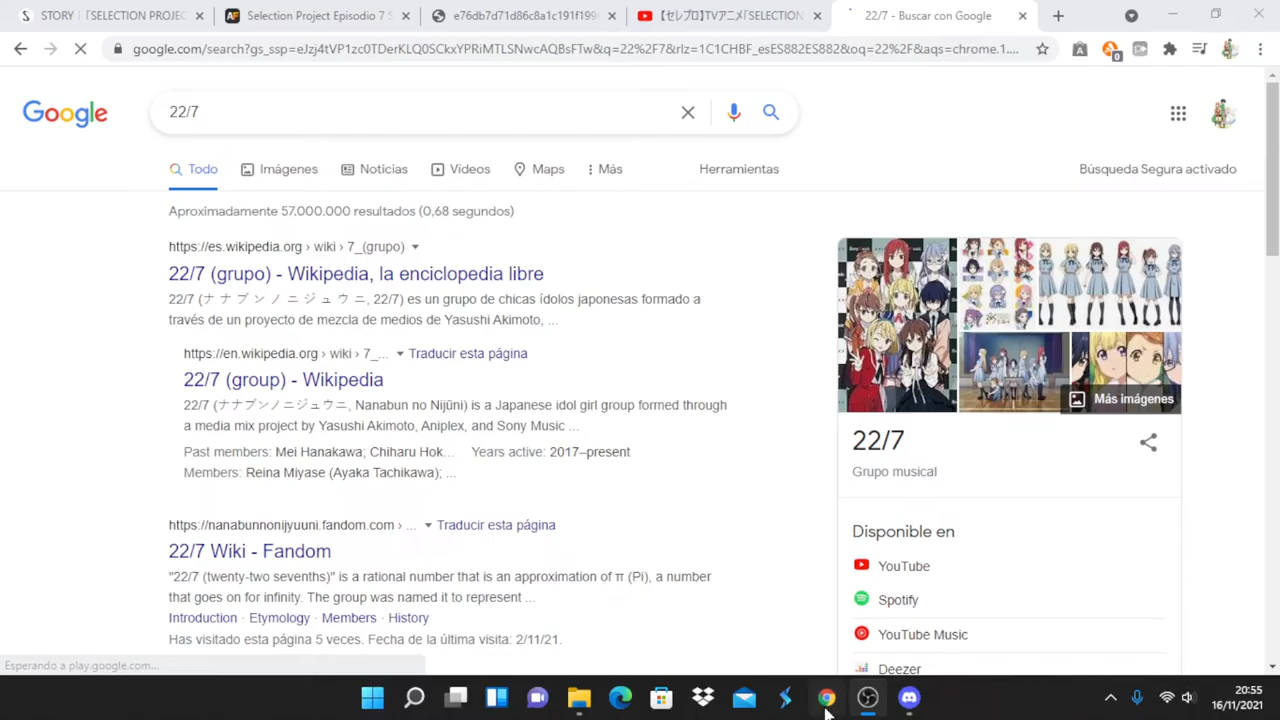 STORY | 「SELECTION PROJEC
Selection Project Episodio 7 S
e76db7d71d86c8a1c191f199
【セレプロ】TVアニメ「SELECTION
22/7 - Buscar con Google
google.com/search?gs_ssp=eJzj4tVP1zc0TDerKLQ0SCkxYPRiMTLSNwcAQBsFTw&q=22%2F7&rlz=1C1CHBF_esES882ES882&oq=22%2F&aqs=chrome.1....
Google
22/7
Todo Imágenes Noticias Vídeos Maps Más Herramientas Búsqueda Segura activado
Aproximadamente 57.000.000 resultados (0,68 segundos)
https://es.wikipedia.org › wiki › 7_(grupo)
22/7 (grupo) - Wikipedia, la enciclopedia libre
22/7 (ナナブンノニジュウニ, 22/7) es un grupo de chicas ídolos japonesas formado a
través de un proyecto de mezcla de medios de Yasushi Akimoto, ...
https://en.wikipedia.org › wiki › 7_... Traducir esta página
22/7 (group) - Wikipedia
22/7 (ナナブンノニジュウニ, Nanabun no Nijūni) is a Japanese idol girl group formed through
a media mix project by Yasushi Akimoto, Aniplex, and Sony Music ...
Past members: Mei Hanakawa; Chiharu Hok... Years active: 2017–present
Members: Reina Miyase (Ayaka Tachikawa); ...
https://nanabunnonijyuuni.fandom.com › ... Traducir esta página
22/7 Wiki - Fandom
"22/7 (twenty-two sevenths)" is a rational number that is an approximation of π (Pi), a number
that goes on for infinity. The group was named it to represent ...
Introduction · Etymology · Members · History
Has visitado esta página 5 veces. Fecha de la última visita: 2/11/21.
Más imágenes
22/7
Grupo musical
Disponible en
YouTube
Spotify
YouTube Music
Deezer
Esperando a play.google.com...
20:55
16/11/2021